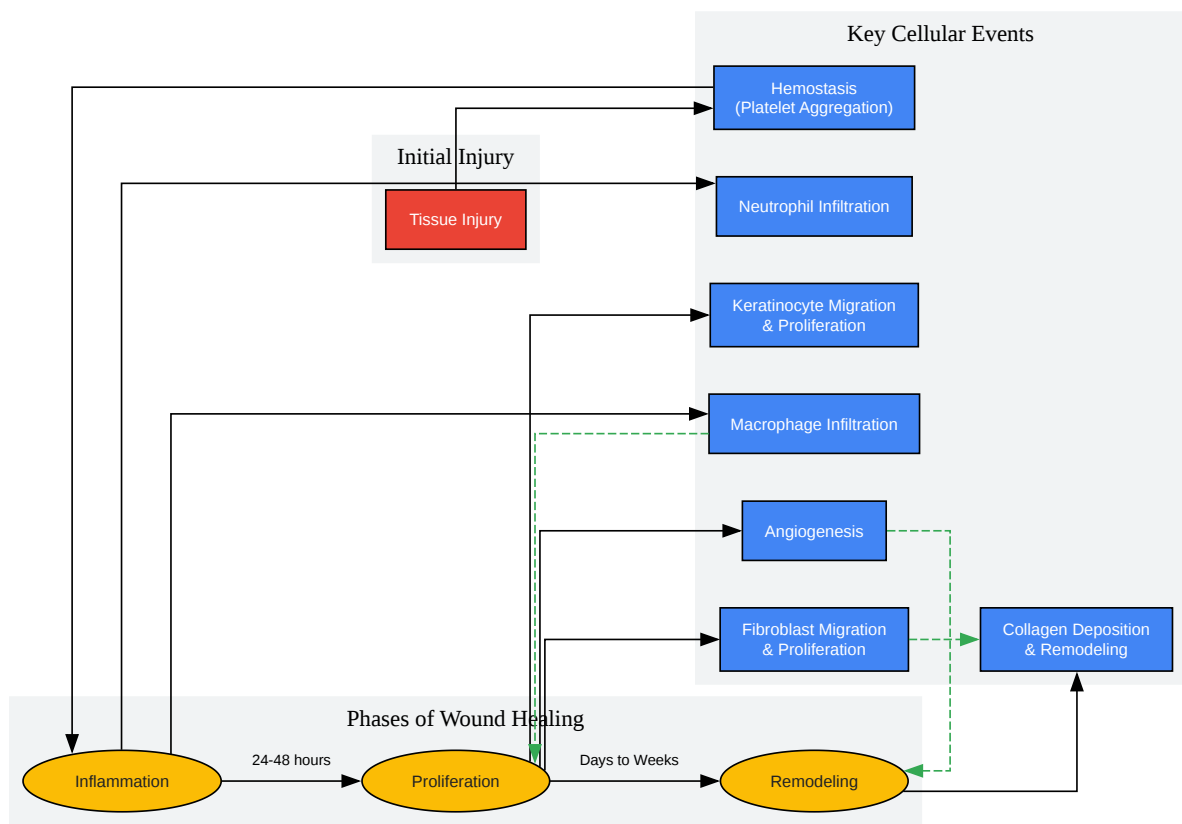 Key Cellular Events
Hemostasis
(Platelet Aggregation)
Initial Injury
Tissue Injury
Neutrophil Infiltration
Keratinocyte Migration
& Proliferation
Macrophage Infiltration
Angiogenesis
Fibroblast Migration
& Proliferation
Collagen Deposition
& Remodeling
Phases of Wound Healing
Inflammation
24-48 hours
Proliferation
Days to Weeks
Remodeling